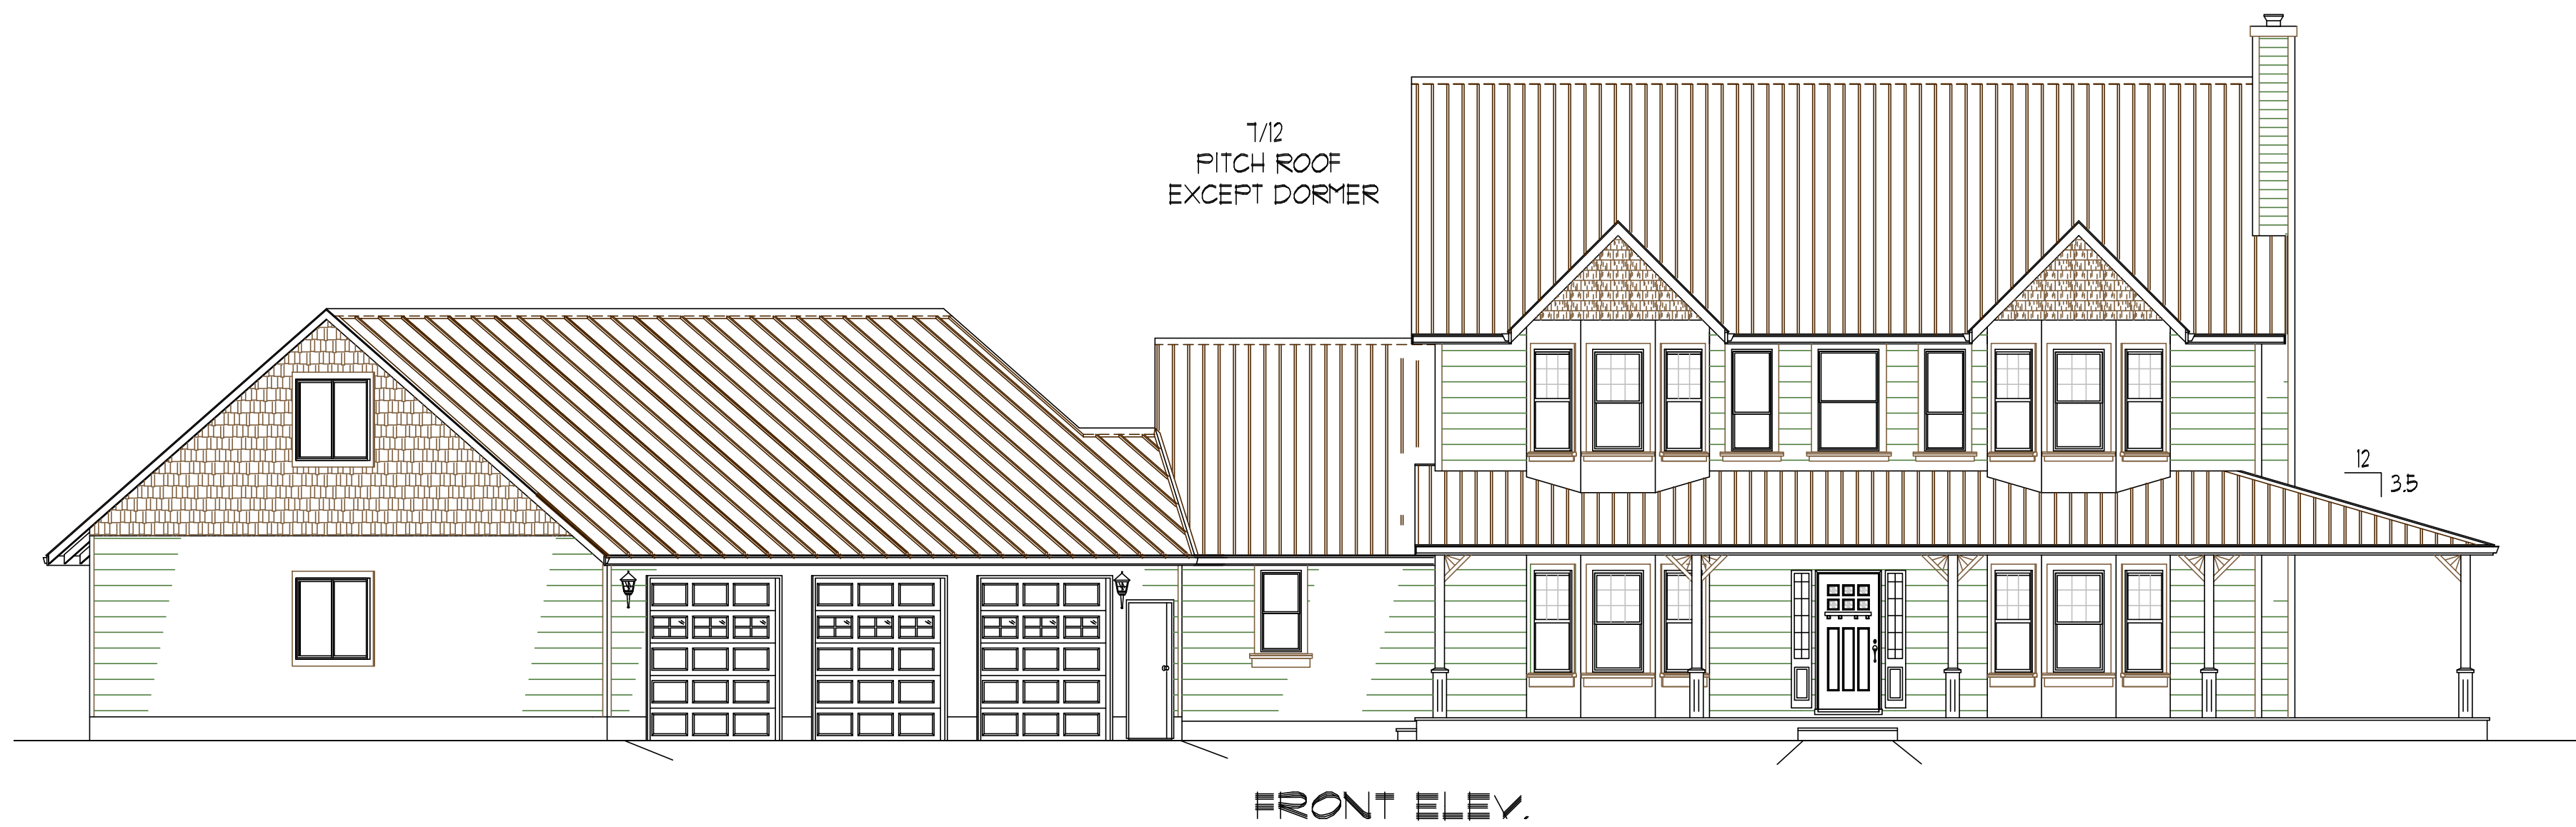 7/12
PITCH ROOF
EXCEPT DORMER
12
3.5
FRONT ELEV.